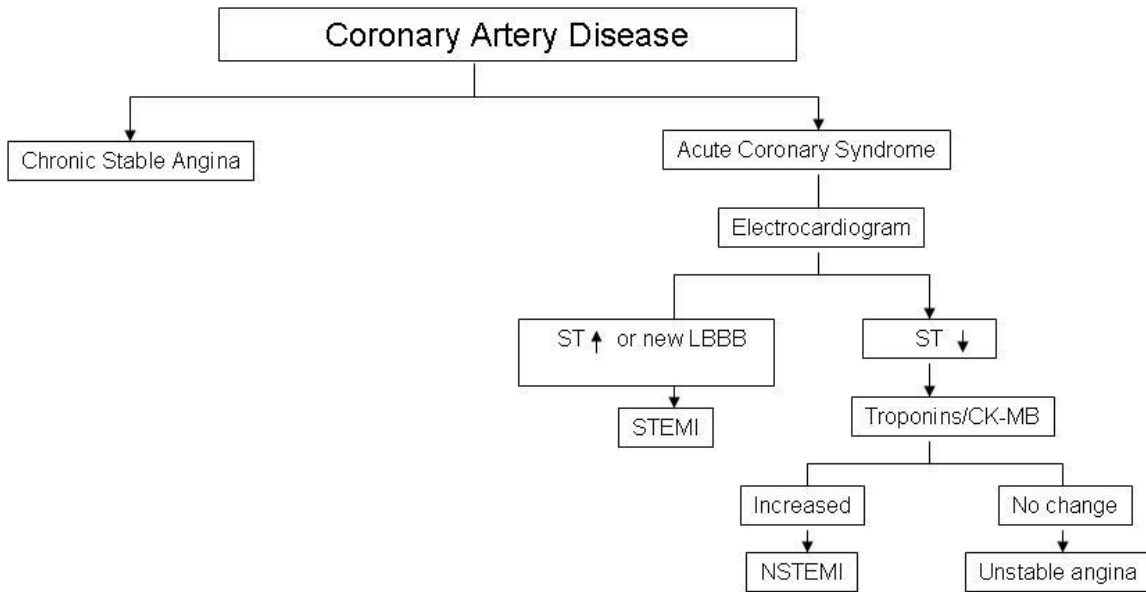 Coronary Artery Disease
Chronic Stable Angina
Acute Coronary Syndrome
Electrocardiogram
ST ↑ or new LBBB
ST ↓
STEMI
Troponins/CK-MB
Increased
No change
NSTEMI
Unstable angina